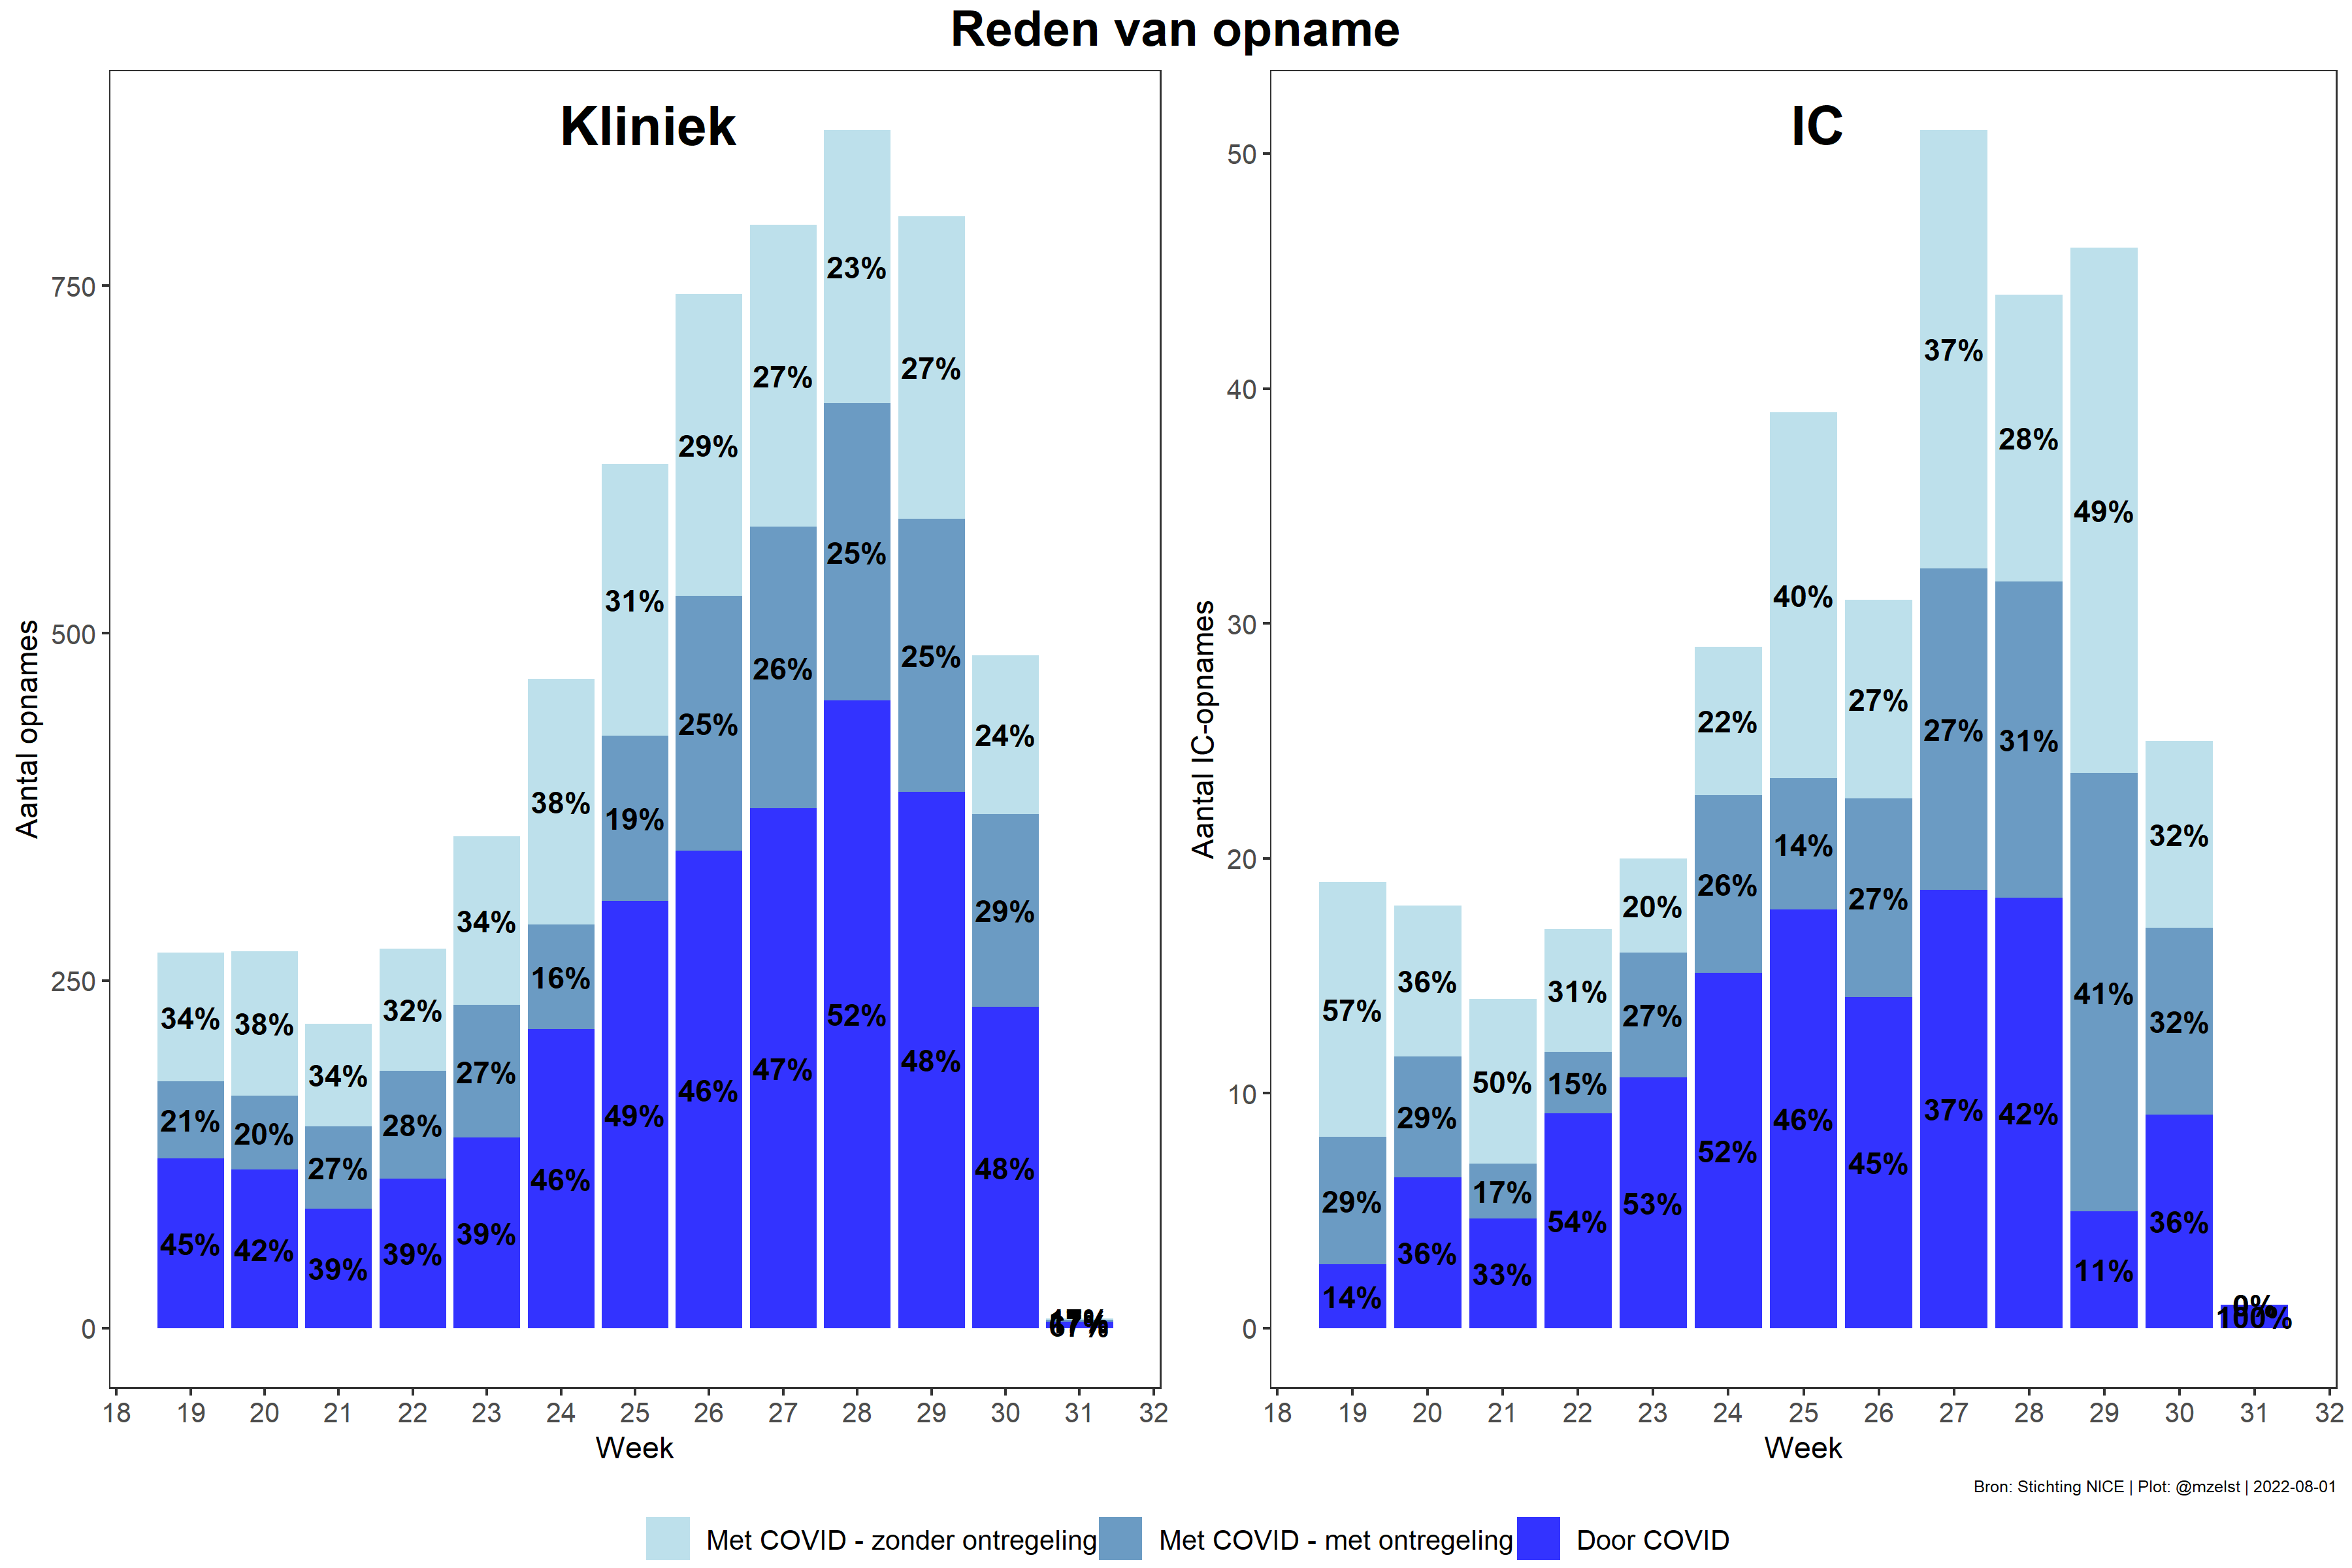 Reden van opname
Kliniek
Aantal opnames
750
500
250
0
34% 38% 34% 32% 34% 38% 31% 29% 27% 23% 27% 24%
21% 20% 27% 28% 27% 16% 19% 25% 26% 25% 25% 29%
45% 42% 39% 39% 39% 46% 49% 46% 47% 52% 48% 48% 67%
18 19 20 21 22 23 24 25 26 27 28 29 30 31 32
Week
IC
Aantal IC-opnames
50
40
30
20
10
0
57% 36% 50% 31% 20% 22% 40% 27% 37% 28% 49% 32% 0%
29% 29% 17% 15% 27% 26% 14% 27% 27% 31% 41% 32%
14% 36% 33% 54% 53% 52% 46% 45% 37% 42% 11% 36% 100%
18 19 20 21 22 23 24 25 26 27 28 29 30 31 32
Week
Bron: Stichting NICE | Plot: @mzelst | 2022-08-01
Met COVID - zonder ontregeling Met COVID - met ontregeling Door COVID